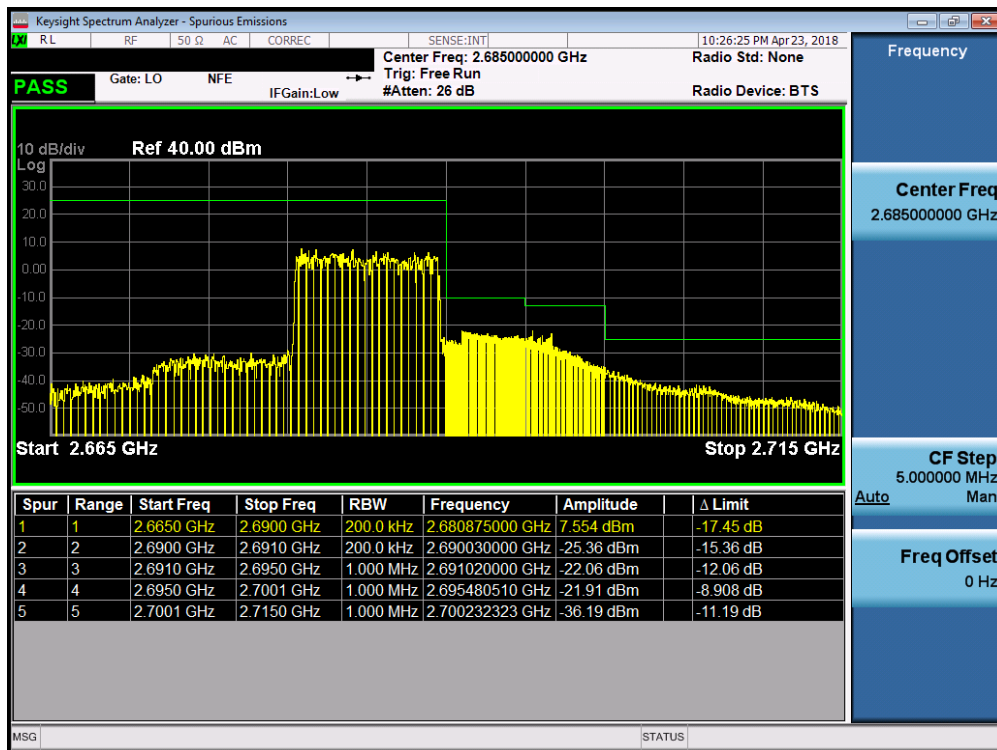 Keysight Spectrum Analyzer - Spurious Emissions
LXI RL RF 50 Ω AC CORREC SENSE:INT 10:26:25 PM Apr 23, 2018
Center Freq: 2.685000000 GHz Radio Std: None
PASS Gate: LO NFE Trig: Free Run
IFGain:Low #Atten: 26 dB Radio Device: BTS
10 dB/div Ref 40.00 dBm
Log
30.0
20.0
10.0
0.00
-10.0
-20.0
-30.0
-40.0
-50.0
Start 2.665 GHz Stop 2.715 GHz
Spur Range Start Freq Stop Freq RBW Frequency Amplitude Δ Limit
1 1 2.6650 GHz 2.6900 GHz 200.0 kHz 2.680875000 GHz 7.554 dBm -17.45 dB
2 2 2.6900 GHz 2.6910 GHz 200.0 kHz 2.690030000 GHz -25.36 dBm -15.36 dB
3 3 2.6910 GHz 2.6950 GHz 1.000 MHz 2.691020000 GHz -22.06 dBm -12.06 dB
4 4 2.6950 GHz 2.7001 GHz 1.000 MHz 2.695480510 GHz -21.91 dBm -8.908 dB
5 5 2.7001 GHz 2.7150 GHz 1.000 MHz 2.700232323 GHz -36.19 dBm -11.19 dB
MSG STATUS
Frequency
Center Freq
2.685000000 GHz
CF Step
5.000000 MHz
Auto Man
Freq Offset
0 Hz